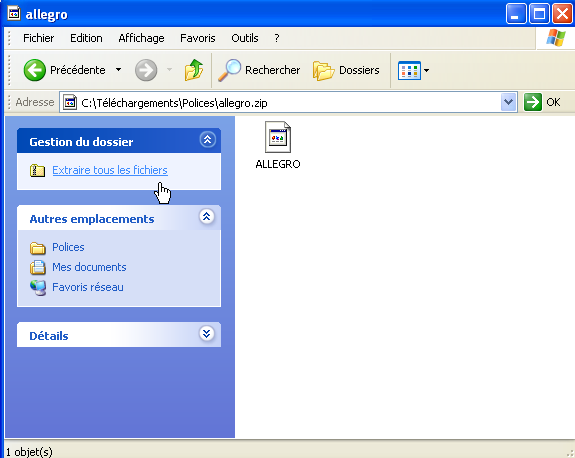 allegro
Fichier Edition Affichage Favoris Outils ?
Précédente Rechercher Dossiers
Adresse C:\Téléchargements\Polices\allegro.zip OK
Gestion du dossier
Extraire tous les fichiers
Autres emplacements
Polices
Mes documents
Favoris réseau
Détails
ALLEGRO
1 objet(s)